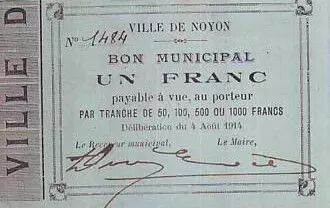 VILLE D
VILLE DE NOYON
No 1484
BON MUNICIPAL
UN FRANC
payable à vue, au porteur
PAR TRANCHE DE 50, 100, 500 OU 1000 FRANCS
Délibération du 4 Août 1914
Le Receveur municipal, Le Maire,